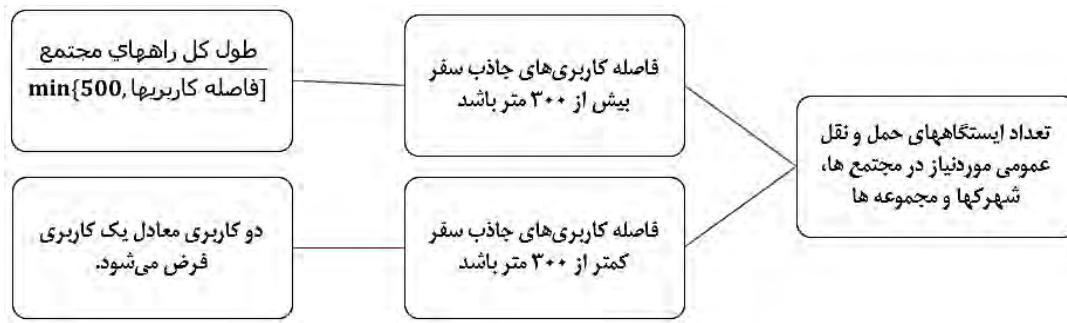 تعداد ایستگاههای حمل و نقل
عمومی موردنیاز در مجتمع ها،
شهرکها و مجموعه ها
فاصله کاربری‌های جاذب سفر
بیش از ۳۰۰ متر باشد
طول کل راههاي مجتمع
min{500, فاصله کاربریها]
فاصله کاربری‌های جاذب سفر
کمتر از ۳۰۰ متر باشد
دو کاربری معادل یک کاربری
فرض می‌شود.